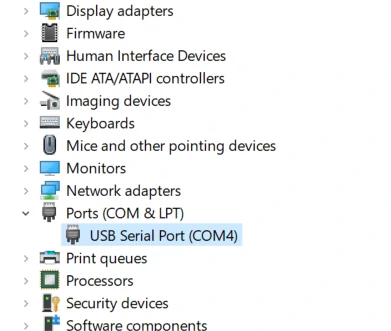 Display adapters
Firmware
Human Interface Devices
IDE ATA/ATAPI controllers
Imaging devices
Keyboards
Mice and other pointing devices
Monitors
Network adapters
Ports (COM & LPT)
USB Serial Port (COM4)
Print queues
Processors
Security devices
Software components